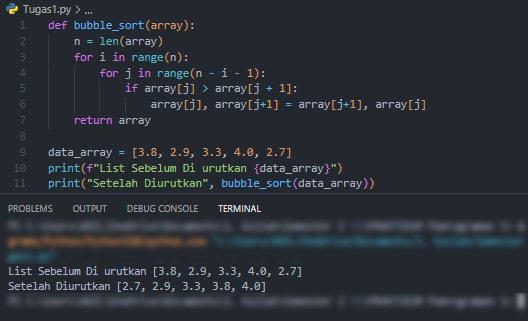 Tugas1.py > ...
1 def bubble_sort(array):
2 n = len(array)
3 for i in range(n):
4 for j in range(n - i - 1):
5 if array[j] > array[j + 1]:
6 array[j], array[j+1] = array[j+1], array[j]
7 return array
8
9 data_array = [3.8, 2.9, 3.3, 4.0, 2.7]
10 print(f"List Sebelum Di urutkan {data_array}")
11 print("Setelah Diurutkan", bubble_sort(data_array))
PROBLEMS OUTPUT DEBUG CONSOLE TERMINAL
List Sebelum Di urutkan [3.8, 2.9, 3.3, 4.0, 2.7]
Setelah Diurutkan [2.7, 2.9, 3.3, 3.8, 4.0]